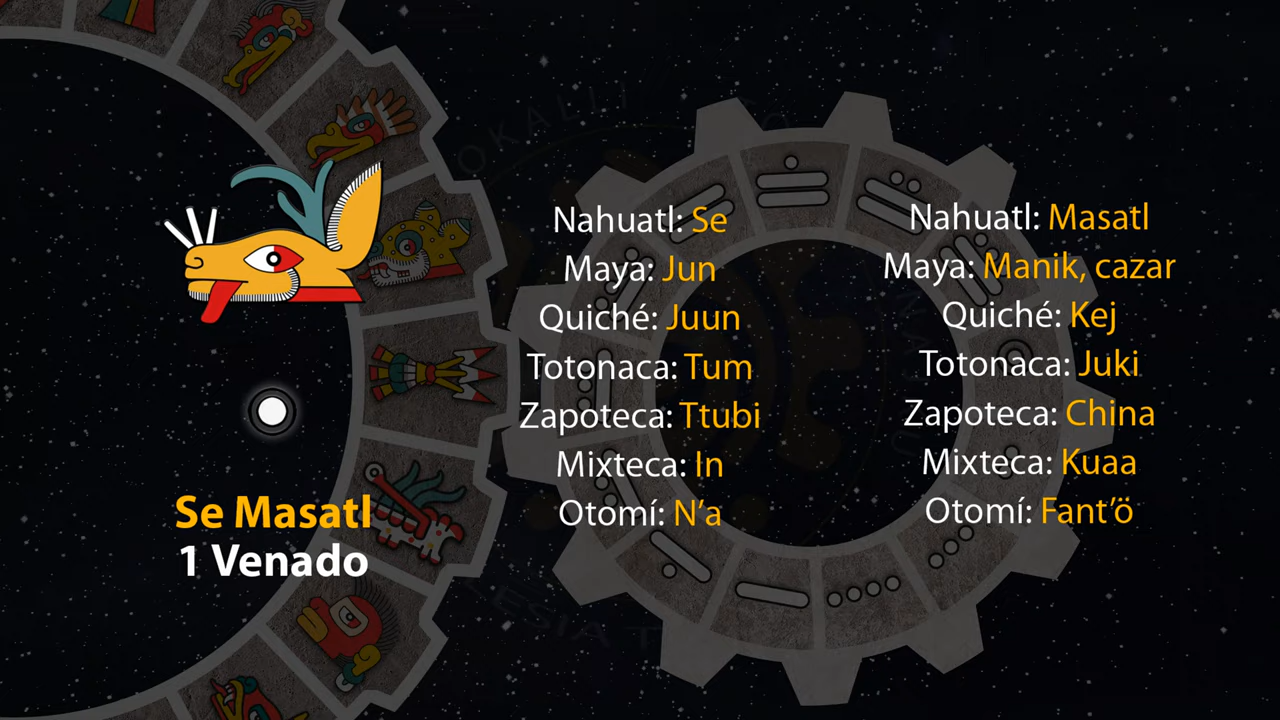 Se Masatl
1 Venado
Nahuatl: Se
Maya: Jun
Quiché: Juun
Totonaca: Tum
Zapoteca: Ttubi
Mixteca: In
Otomí: N’a
Nahuatl: Masatl
Maya: Manik, cazar
Quiché: Kej
Totonaca: Juki
Zapoteca: China
Mixteca: Kuaa
Otomí: Fant’ö